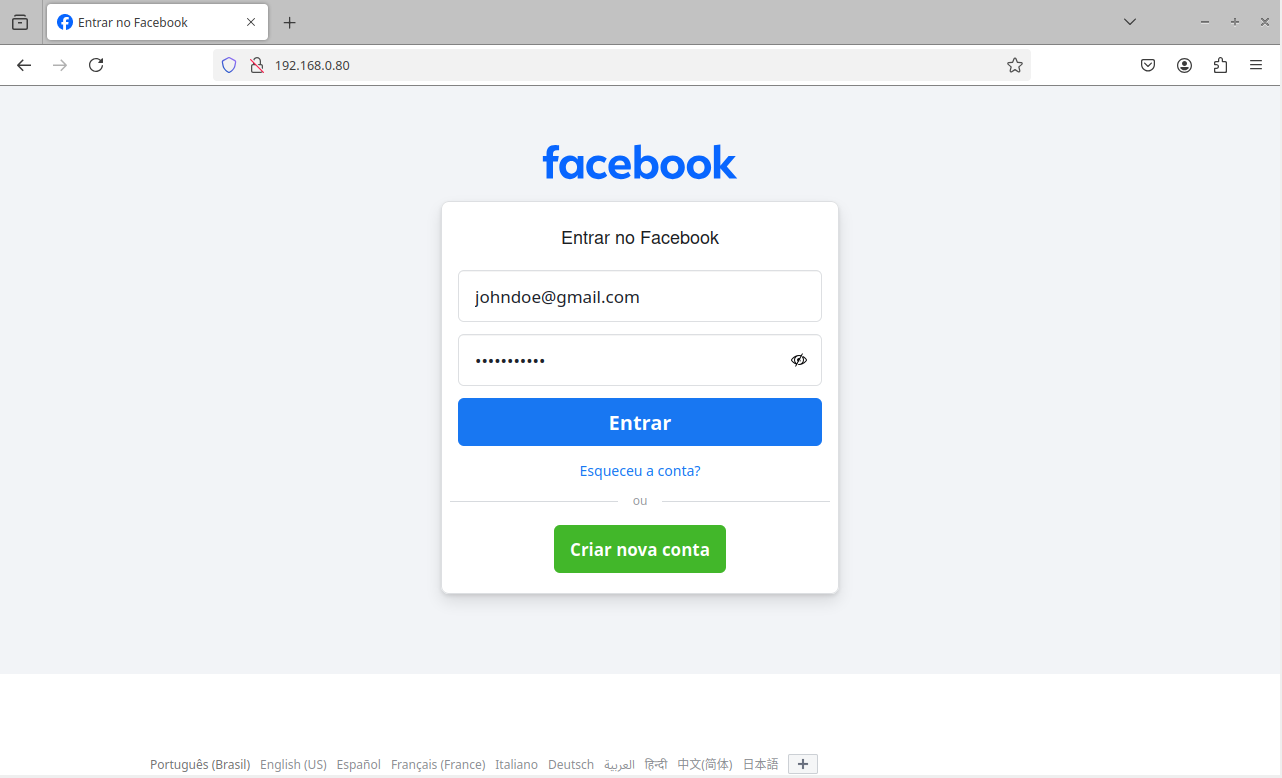 Entrar no Facebook
192.168.0.80
facebook
Entrar no Facebook
johndoe@gmail.com
•••••••••••
Entrar
Esqueceu a conta?
ou
Criar nova conta
Português (Brasil) English (US) Español Français (France) Italiano Deutsch العربية हिन्दी 中文(简体) 日本語